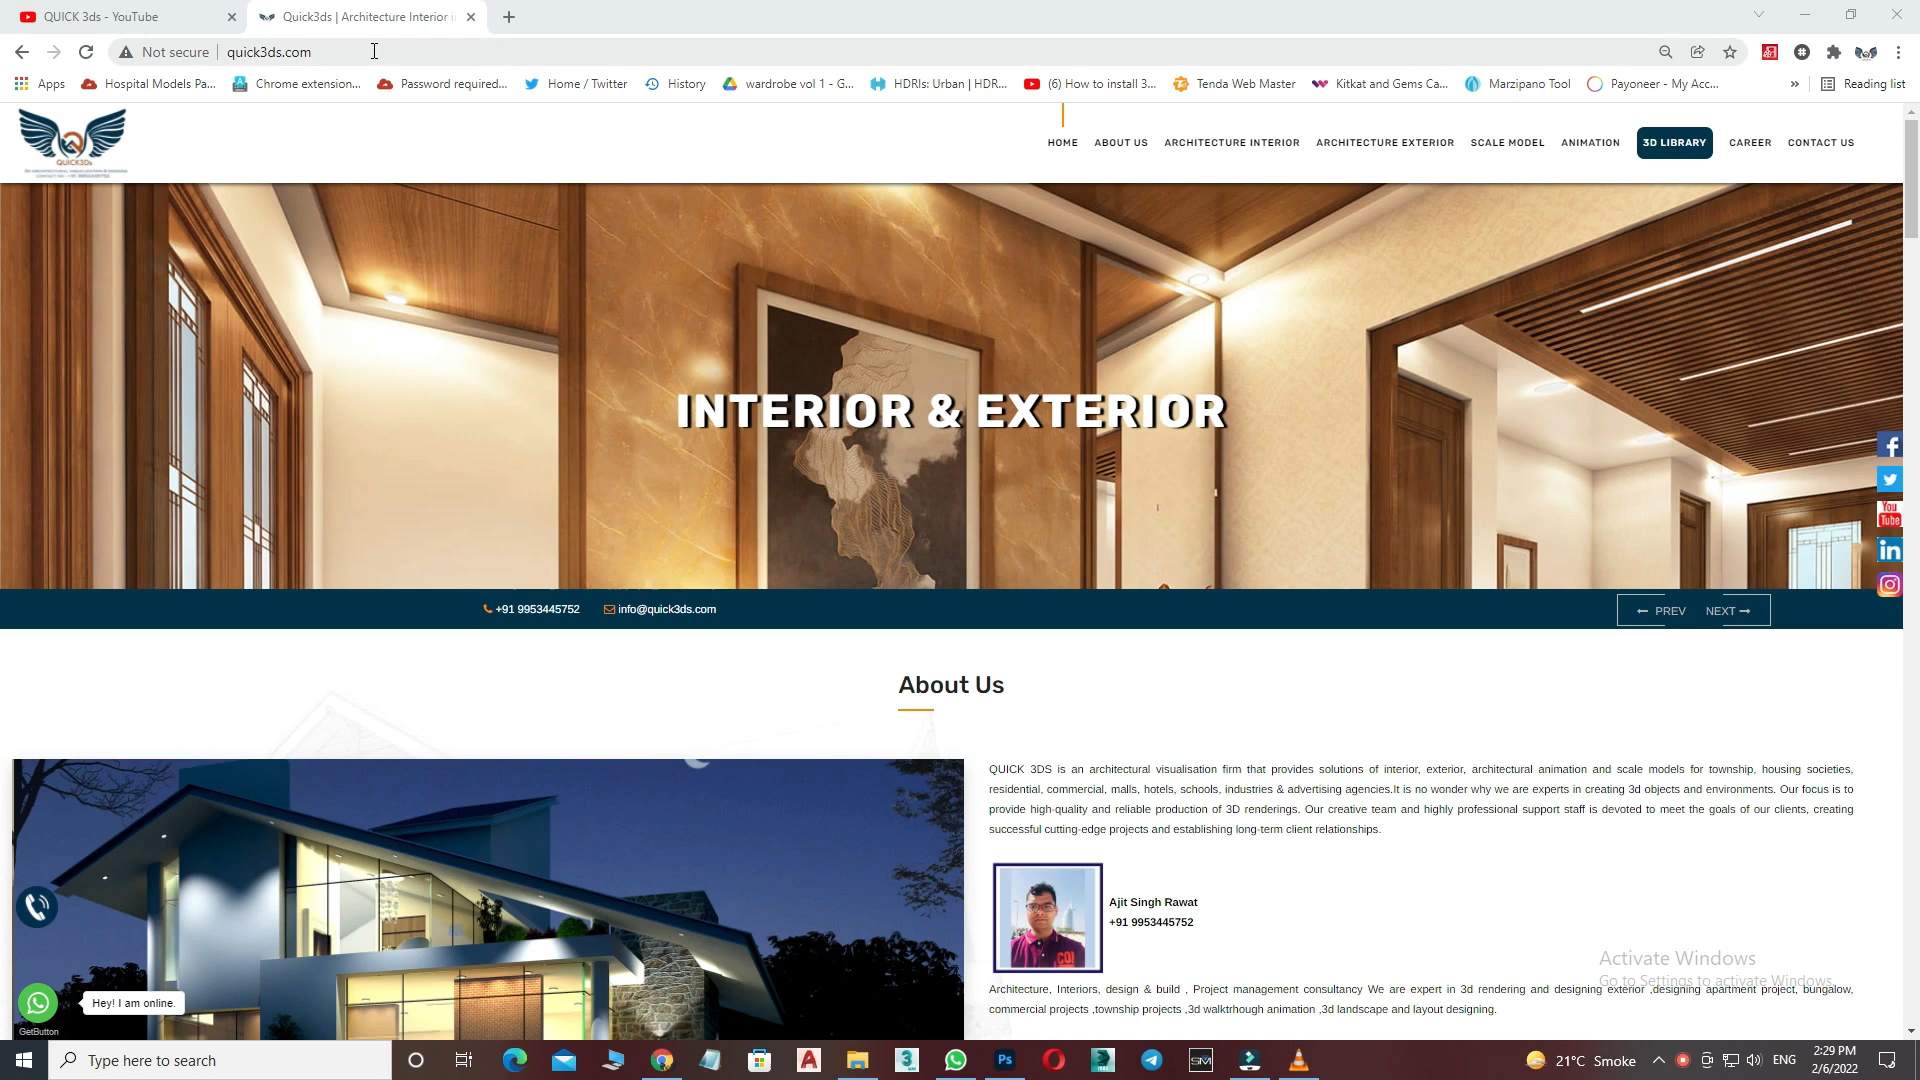 QUICK 3ds - YouTube
Quick3ds | Architecture Interior i
Not secure
quick3ds.com
Apps
Hospital Models Pa...
Chrome extension...
Password required...
Home / Twitter
History
wardrobe vol 1 - G...
HDRIs: Urban | HDR...
(6) How to install 3...
Tenda Web Master
Kitkat and Gems Ca...
Marzipano Tool
Payoneer - My Acc...
»
Reading list
QUICK3Ds
HOME
ABOUT US
ARCHITECTURE INTERIOR
ARCHITECTURE EXTERIOR
SCALE MODEL
ANIMATION
3D LIBRARY
CAREER
CONTACT US
INTERIOR & EXTERIOR
You
Tube
+91 9953445752
info@quick3ds.com
← PREV
NEXT →
About Us
QUICK 3DS is an architectural visualisation firm that provides solutions of interior, exterior, architectural animation and scale models for township, housing societies,
residential, commercial, malls, hotels, schools, industries & advertising agencies.It is no wonder why we are experts in creating 3d objects and environments. Our focus is to
provide high-quality and reliable production of 3D renderings. Our creative team and highly professional support staff is devoted to meet the goals of our clients, creating
successful cutting-edge projects and establishing long-term client relationships.
Ajit Singh Rawat
+91 9953445752
Activate Windows
Go to Settings to activate Windows.
Architecture, Interiors, design & build , Project management consultancy We are expert in 3d rendering and designing exterior ,designing apartment project, bungalow,
commercial projects ,township projects ,3d walktrhough animation ,3d landscape and layout designing.
Hey! I am online.
GetButton
Type here to search
Ps
SM
21°C Smoke
ENG
2:29 PM
2/6/2022